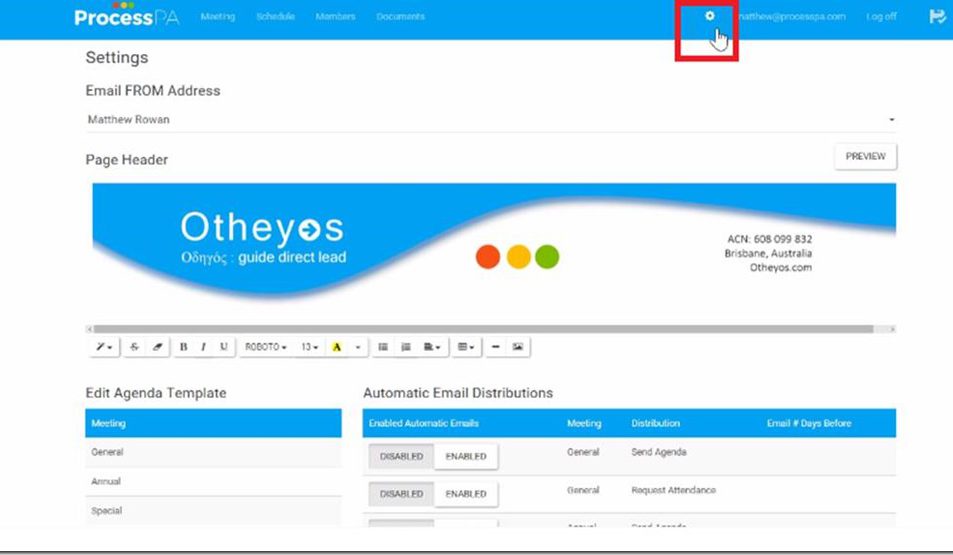 ProcessPA Meeting Schedule Members Documents matthew@processpa.com Log off
Settings
Email FROM Address
Matthew Rowan
Page Header PREVIEW
Otheyos
Οδηγός : guide direct lead
ACN: 608 099 832
Brisbane, Australia
Otheyos.com
B I U ROBOTO 13 A
Edit Agenda Template
Meeting
General
Annual
Special
Automatic Email Distributions
Enabled Automatic Emails Meeting Distribution Email # Days Before
DISABLED ENABLED General Send Agenda
DISABLED ENABLED General Request Attendance
Annual Send Agenda